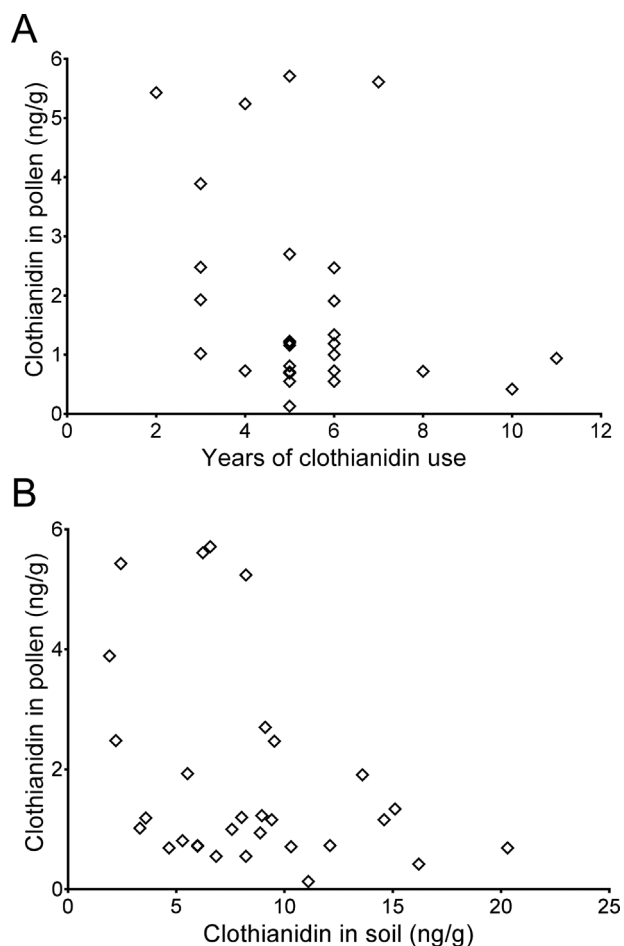 A
Clothianidin in pollen (ng/g)
6
5
4
3
2
1
0
0 2 4 6 8 10 12
Years of clothianidin use
B
Clothianidin in pollen (ng/g)
6
4
2
0
0 5 10 15 20 25
Clothianidin in soil (ng/g)